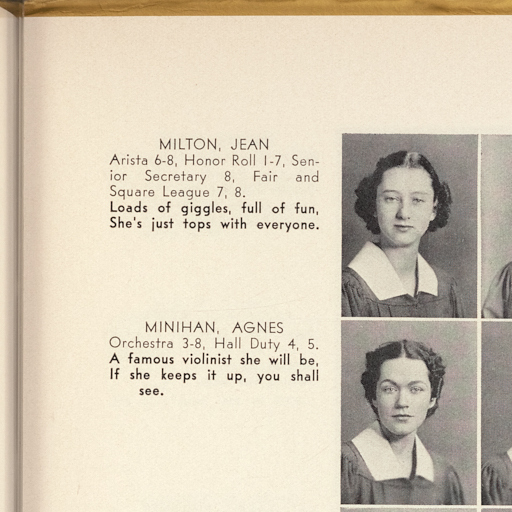 MILTON, JEAN
Arista 6-8, Honor Roll 1-7, Sen-
ior Secretary 8, Fair and
Square League 7, 8.
Loads of giggles, full of fun,
She's just tops with everyone.
MINIHAN, AGNES
Orchestra 3-8, Hall Duty 4, 5.
A famous violinist she will be,
If she keeps it up, you shall
see.